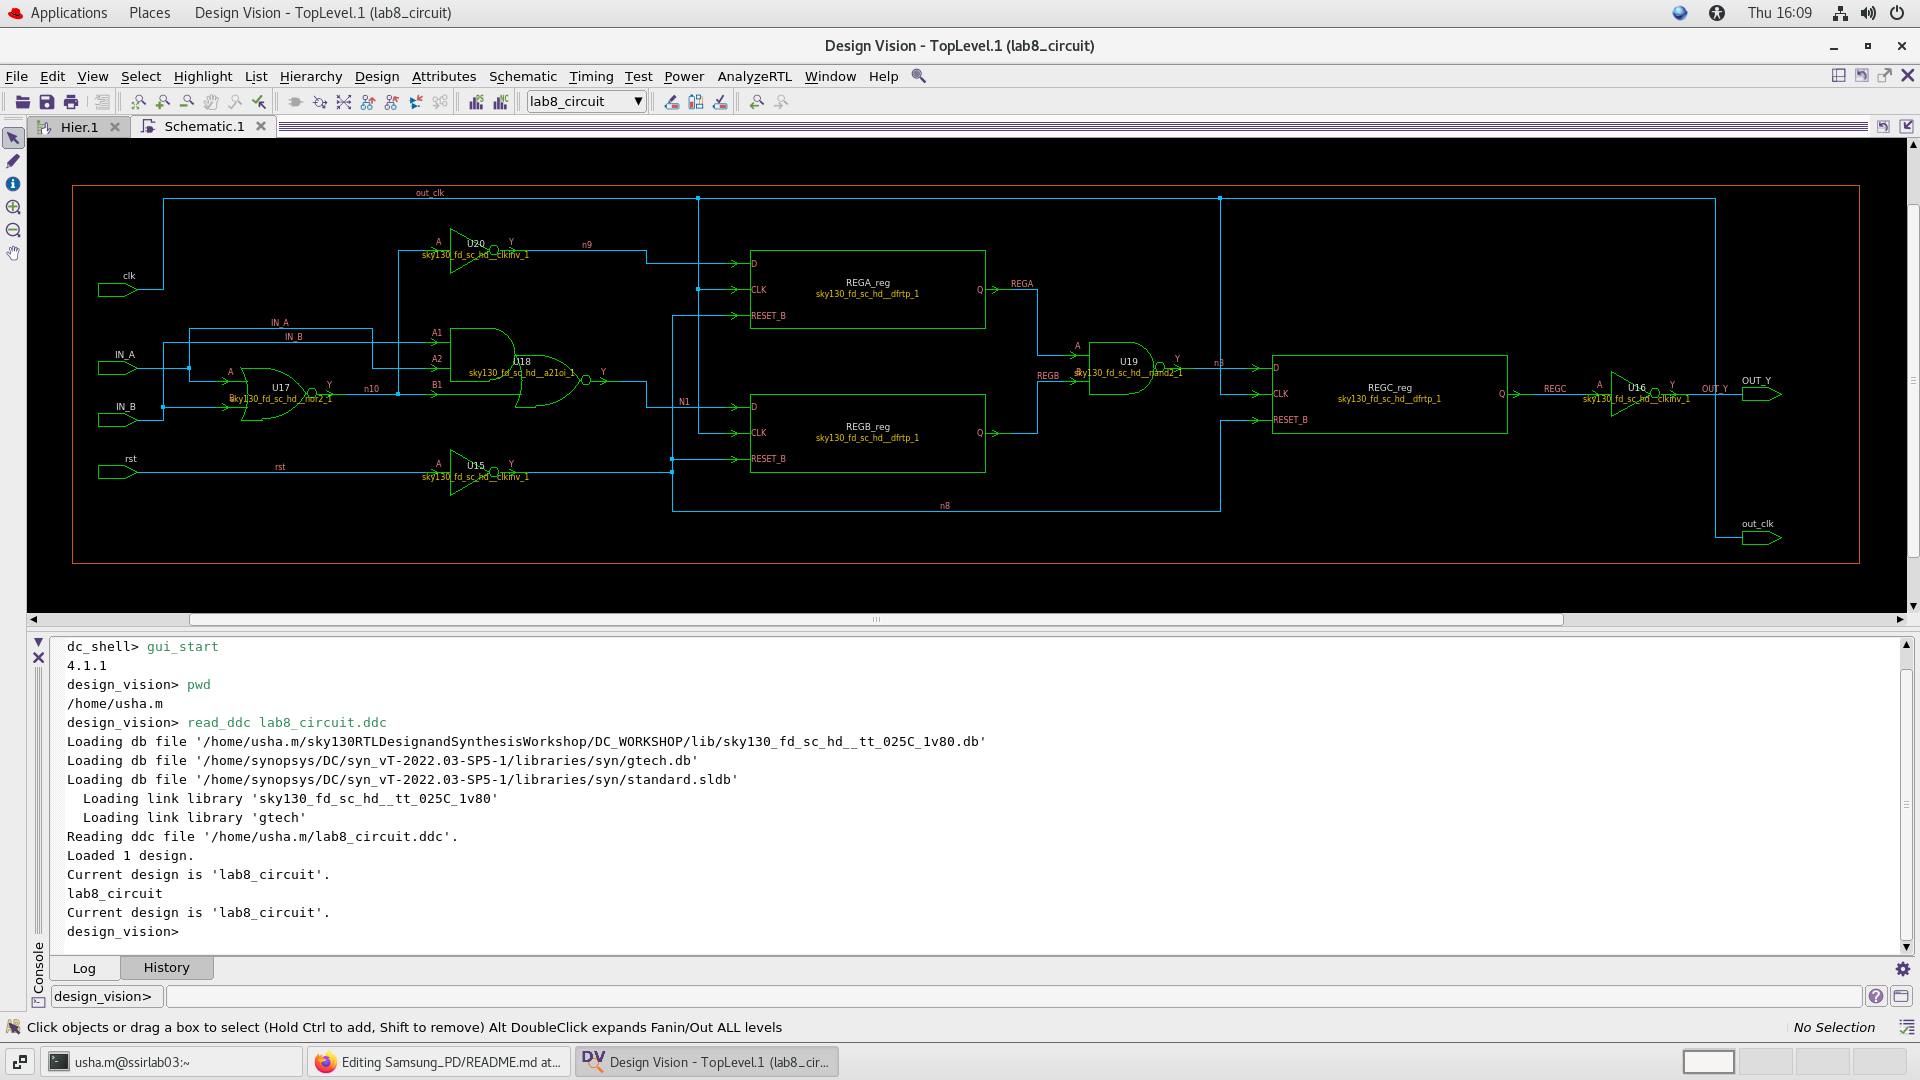 Applications Places Design Vision - TopLevel.1 (lab8_circuit) Thu 16:09
Design Vision - TopLevel.1 (lab8_circuit)
File Edit View Select Highlight List Hierarchy Design Attributes Schematic Timing Test Power AnalyzeRTL Window Help
lab8_circuit
Hier.1 Schematic.1
out_clk
A U20 Y n9
sky130_fd_sc_hd__clkinv_1
clk
D
REGA_reg
CLK sky130_fd_sc_hd__dfrtp_1 Q REGA
RESET_B
IN_A
IN_B
A1
IN_A
A2 U18
sky130_fd_sc_hd__a21oi_1 Y
A U17 Y n10 B1
sky130_fd_sc_hd__nor2_1
B
IN_B
N1 D
REGB_reg
CLK sky130_fd_sc_hd__dfrtp_1 Q
RESET_B
rst
rst
A U15 Y
sky130_fd_sc_hd__clkinv_1
n8
A U19 Y n3
REGB sky130_fd_sc_hd__nand2_1
D
REGC_reg
CLK sky130_fd_sc_hd__dfrtp_1 Q REGC
RESET_B
A U16 Y OUT_Y
sky130_fd_sc_hd__clkinv_1
OUT_Y
out_clk
dc_shell> gui_start
4.1.1
design_vision> pwd
/home/usha.m
design_vision> read_ddc lab8_circuit.ddc
Loading db file '/home/usha.m/sky130RTLDesignandSynthesisWorkshop/DC_WORKSHOP/lib/sky130_fd_sc_hd__tt_025C_1v80.db'
Loading db file '/home/synopsys/DC/syn_vT-2022.03-SP5-1/libraries/syn/gtech.db'
Loading db file '/home/synopsys/DC/syn_vT-2022.03-SP5-1/libraries/syn/standard.sldb'
Loading link library 'sky130_fd_sc_hd__tt_025C_1v80'
Loading link library 'gtech'
Reading ddc file '/home/usha.m/lab8_circuit.ddc'.
Loaded 1 design.
Current design is 'lab8_circuit'.
lab8_circuit
Current design is 'lab8_circuit'.
design_vision>
Console
Log History
design_vision>
Click objects or drag a box to select (Hold Ctrl to add, Shift to remove) Alt DoubleClick expands Fanin/Out ALL levels No Selection
usha.m@ssirlab03:~ Editing Samsung_PD/README.md at... DV Design Vision - TopLevel.1 (lab8_cir...